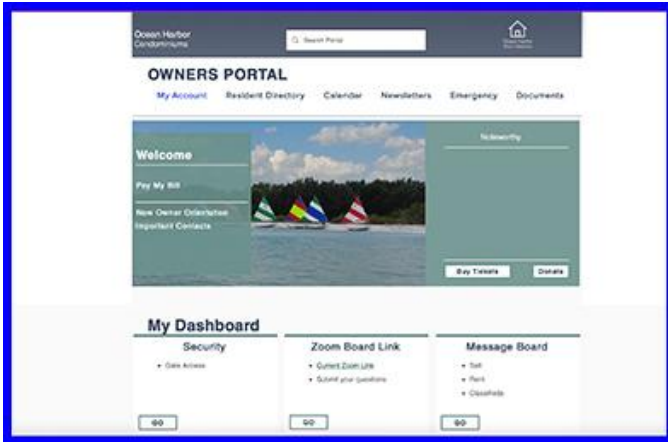 Ocean Harbor
Condominiums
Search Portal
OWNERS PORTAL
My Account Resident Directory Calendar Newsletters Emergency Documents
Welcome
Noteworthy
Pay My Bill
New Owner Orientation
Important Contacts
Buy Tickets Donate
My Dashboard
Security
Gate Access
GO
Zoom Board Link
Current Zoom Link
Submit your questions
GO
Message Board
Sell
Rent
Classifieds
GO